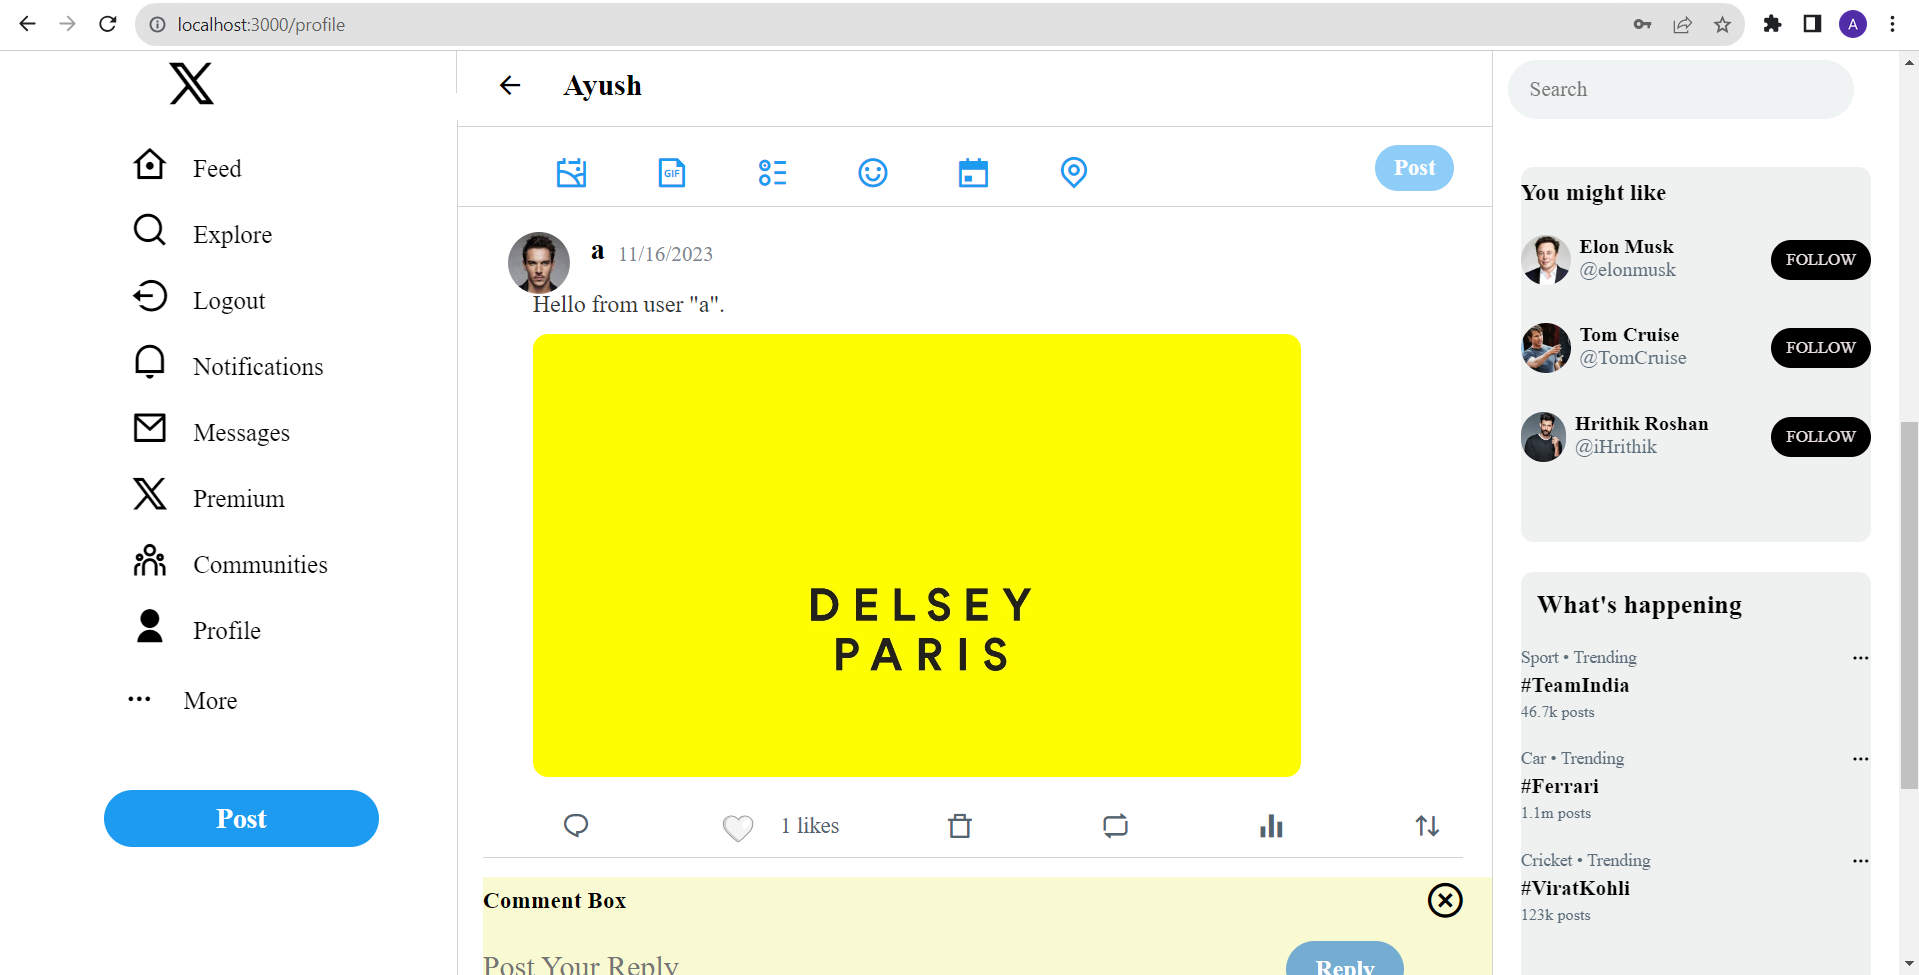 localhost:3000/profile
A
Feed
Explore
Logout
Notifications
Messages
Premium
Communities
Profile
More
Post
Ayush
GIF
Post
a 11/16/2023
Hello from user "a".
DELSEY
PARIS
1 likes
Comment Box
Post Your Reply
Reply
Search
You might like
Elon Musk
@elonmusk
FOLLOW
Tom Cruise
@TomCruise
FOLLOW
Hrithik Roshan
@iHrithik
FOLLOW
What's happening
Sport • Trending
#TeamIndia
46.7k posts
Car • Trending
#Ferrari
1.1m posts
Cricket • Trending
#ViratKohli
123k posts